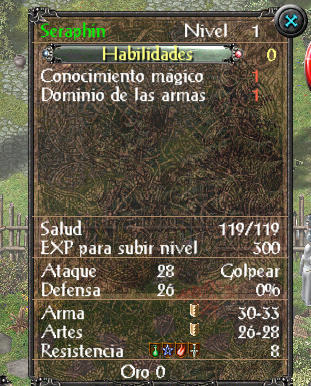 Seraphin Nivel 1
Habilidades 0
Conocimiento magico 1
Dominio de las armas 1
Salud 119/119
EXP para subir nivel 300
Ataque 28 Golpear
Defensa 26 0%
Arma 30-33
Artes 26-28
Resistencia 8
Oro 0